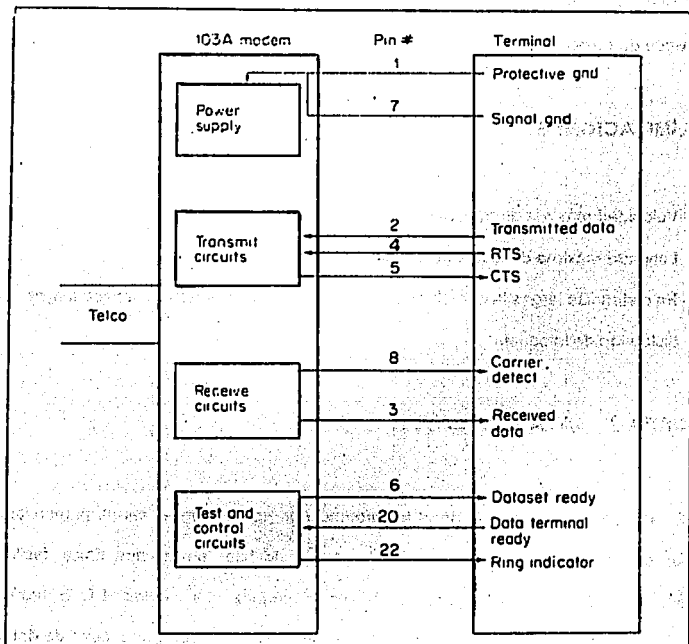 103A modem Pin # Terminal
1 Protective gnd
Power supply
7 Signal gnd
2 Transmitted data
Transmit circuits
4 RTS
5 CTS
Telco
8 Carrier detect
Receive circuits
3 Received data
6 Dataset ready
Test and control circuits
20 Data terminal ready
22 Ring indicator